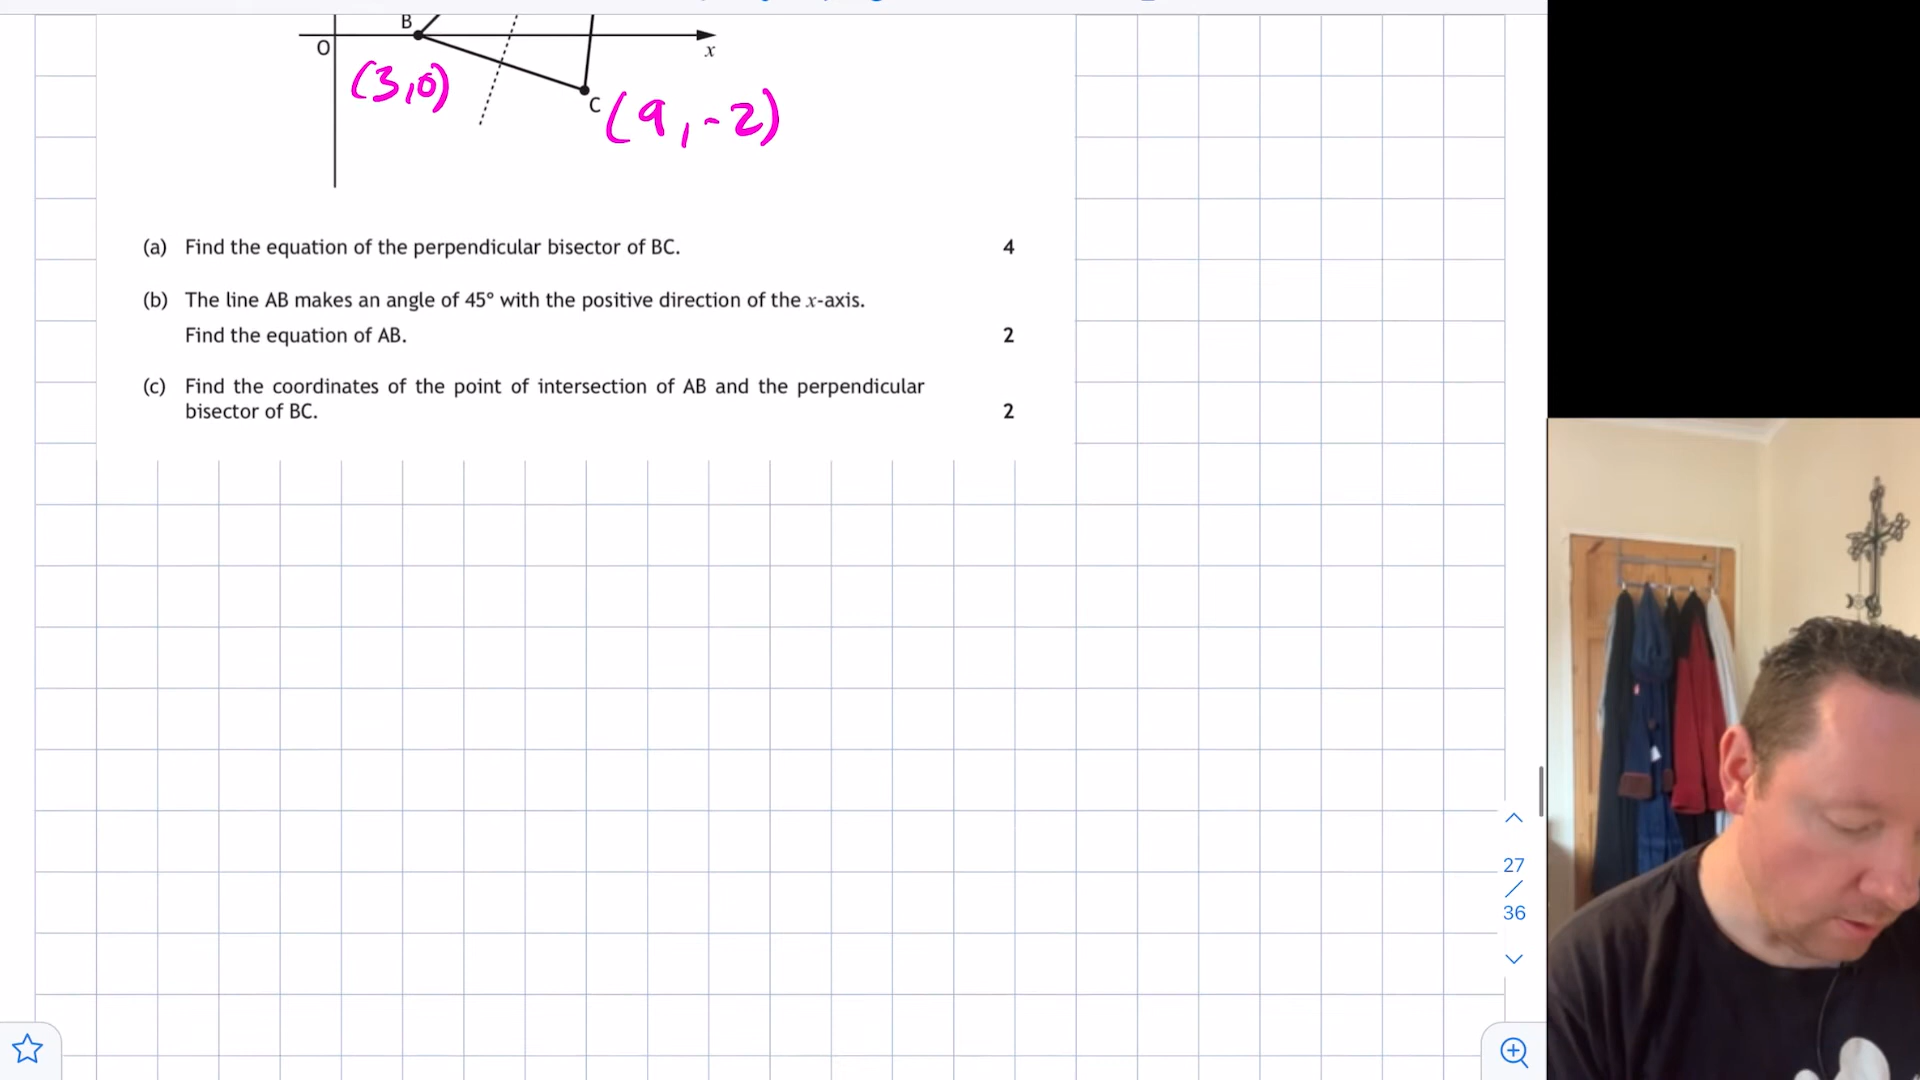 B
O
x
(3,0)
C (9,-2)
(a) Find the equation of the perpendicular bisector of BC. 4
(b) The line AB makes an angle of 45° with the positive direction of the x-axis.
Find the equation of AB. 2
(c) Find the coordinates of the point of intersection of AB and the perpendicular
bisector of BC. 2
27
/
36